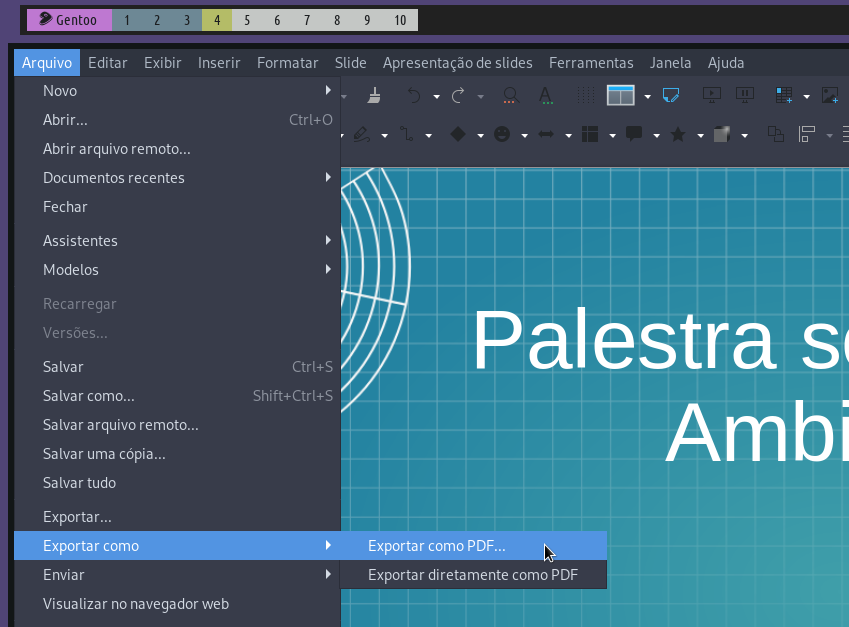 Gentoo 1 2 3 4 5 6 7 8 9 10
Arquivo Editar Exibir Inserir Formatar Slide Apresentação de slides Ferramentas Janela Ajuda
Novo
Abrir... Ctrl+O
Abrir arquivo remoto...
Documentos recentes
Fechar
Assistentes
Modelos
Recarregar
Versões...
Salvar Ctrl+S
Salvar como... Shift+Ctrl+S
Salvar arquivo remoto...
Salvar uma cópia...
Salvar tudo
Exportar...
Exportar como
Exportar como PDF...
Enviar
Exportar diretamente como PDF
Visualizar no navegador web
Palestra
Ambi